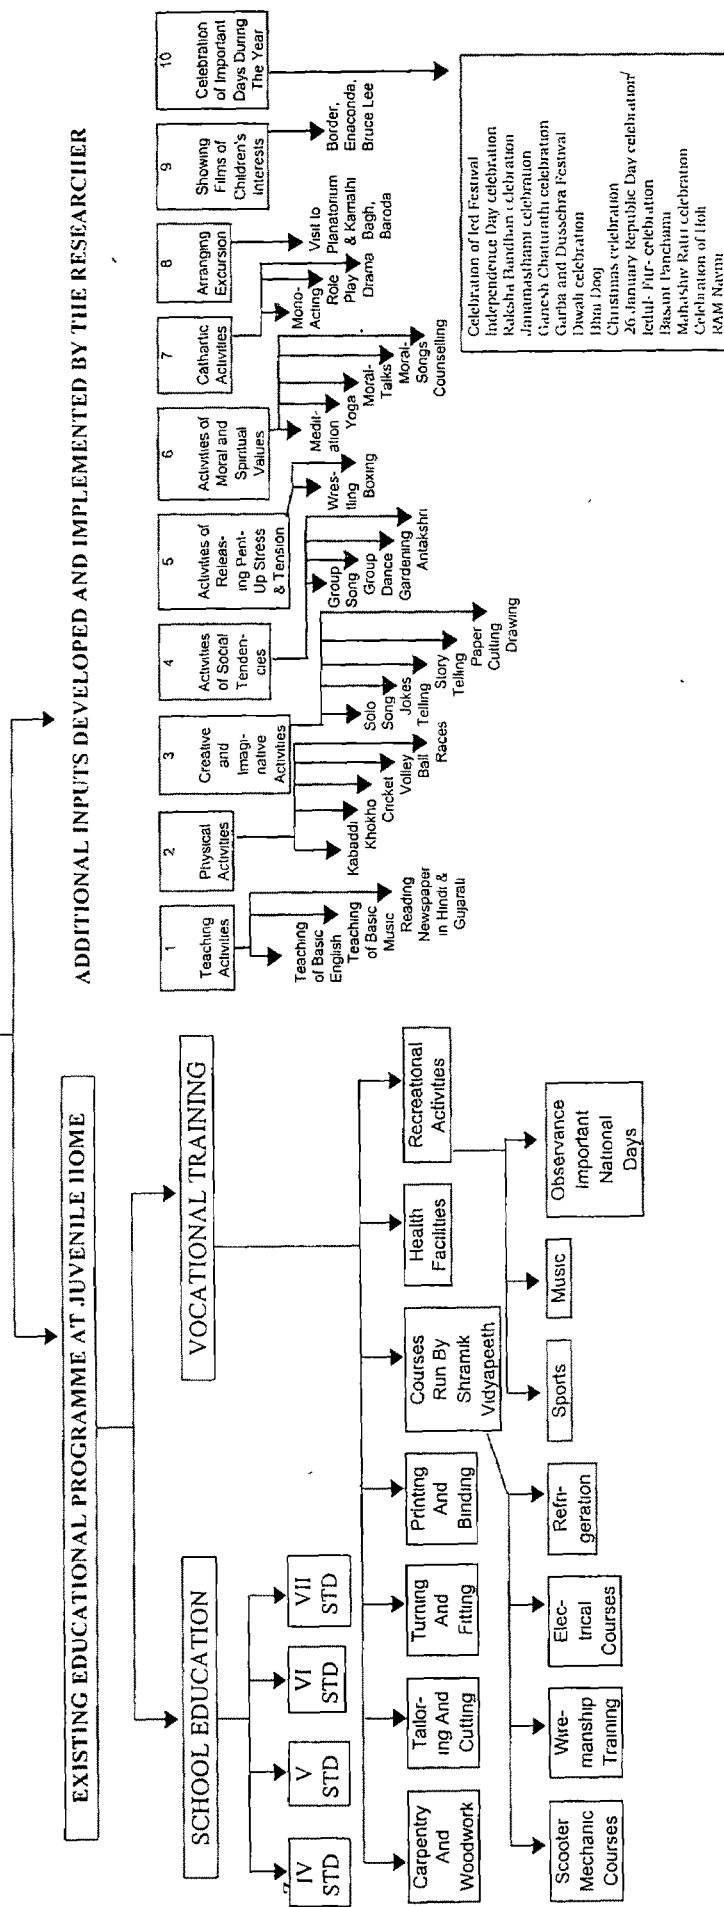 EXISTING EDUCATIONAL PROGRAMME AT JUVENILE HOME
SCHOOL EDUCATION
IV
STD
V
STD
VI
STD
VII
STD
VOCATIONAL TRAINING
Carpentry
And
Woodwork
Tailor-
ing And
Cutting
Turning
And
Fitting
Printing
And
Binding
Courses
Run By
Shramik
Vidyapeeth
Health
Facilities
Recreational
Activities
Scooter
Mechanic
Courses
Wire-
manship
Training
Elec-
trical
Courses
Refri-
geration
Sports
Music
Observance
Important
National
Days
ADDITIONAL INPUTS DEVELOPED AND IMPLEMENTED BY THE RESEARCHER
1
Teaching
Activities
Teaching
of Basic
English
Teaching
of Basic
Music
Reading
Newspaper
in Hindi &
Gujarati
2
Physical
Activities
Kabaddi
Khokho
Cricket
Volley
Ball
Races
3
Creative
and
Imagi-
native
Activities
Solo
Song
Jokes
Telling
Story
Telling
Paper
Cutting
Drawing
4
Activities
of Social
Tenden-
cies
Group
Song
Group
Dance
Gardening
Antakshri
5
Activities of
Releas-
ing Pent-
Up Stress
& Tension
Wres-
tling
Boxing
6
Activities of
Moral and
Spiritual
Values
Medit-
ation
Yoga
Moral-
Talks
Moral-
Songs
Counselling
7
Cathartic
Activities
Mono-
Acting
Role
Play
Drama
8
Arranging
Excursion
Visit to
Planatorium
& Kamathi
Bagh,
Baroda
9
Showing
Films of
Children's
Interests
Border,
Enaconda,
Bruce Lee
10
Celebration
of Important
Days During
The Year
Celebration of Ied Festival
Independence Day celebration
Raksha Bandhan celebration
Janamasthami celebration
Ganesh Chaturathi celebration
Garba and Dussehra Festival
Diwali celebration
Bhai Dooj
Christmas celebration
26 January Republic Day celebration/
Iedul- Fitr- celebration
Basant Panchami
Mahashiv Ratri celebration
Celebration of Holi
RAM Navmi